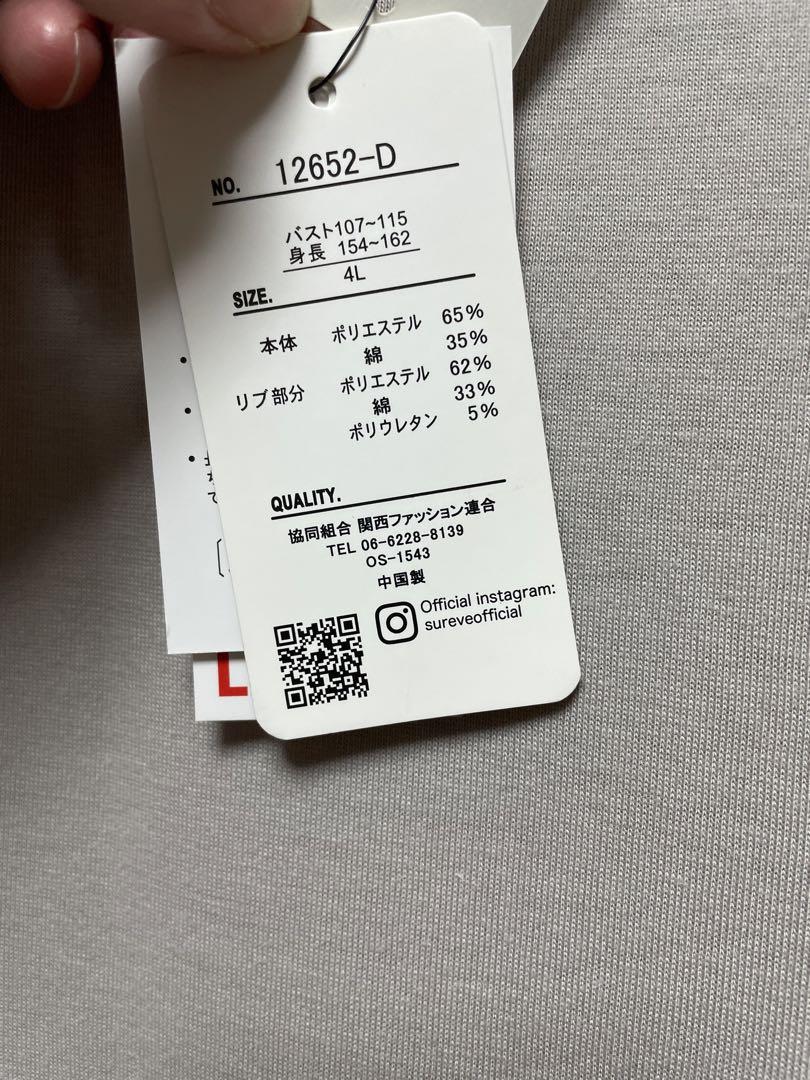 NO. 12652-D
バスト107~115
身長 154~162
4L
SIZE.
本体 ポリエステル 65%
綿 35%
リブ部分 ポリエステル 62%
綿 33%
ポリウレタン 5%
QUALITY.
協同組合 関西ファッション連合
TEL 06-6228-8139
OS-1543
中国製
Official instagram:
sureveofficial
L